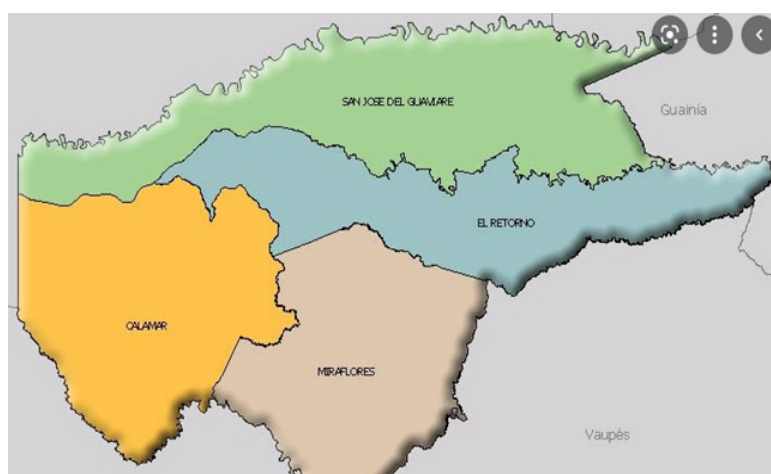 SAN JOSE DEL GUAVIARE
Guainía
EL RETORNO
CALAMAR
MIRAFLORES
Vaupés